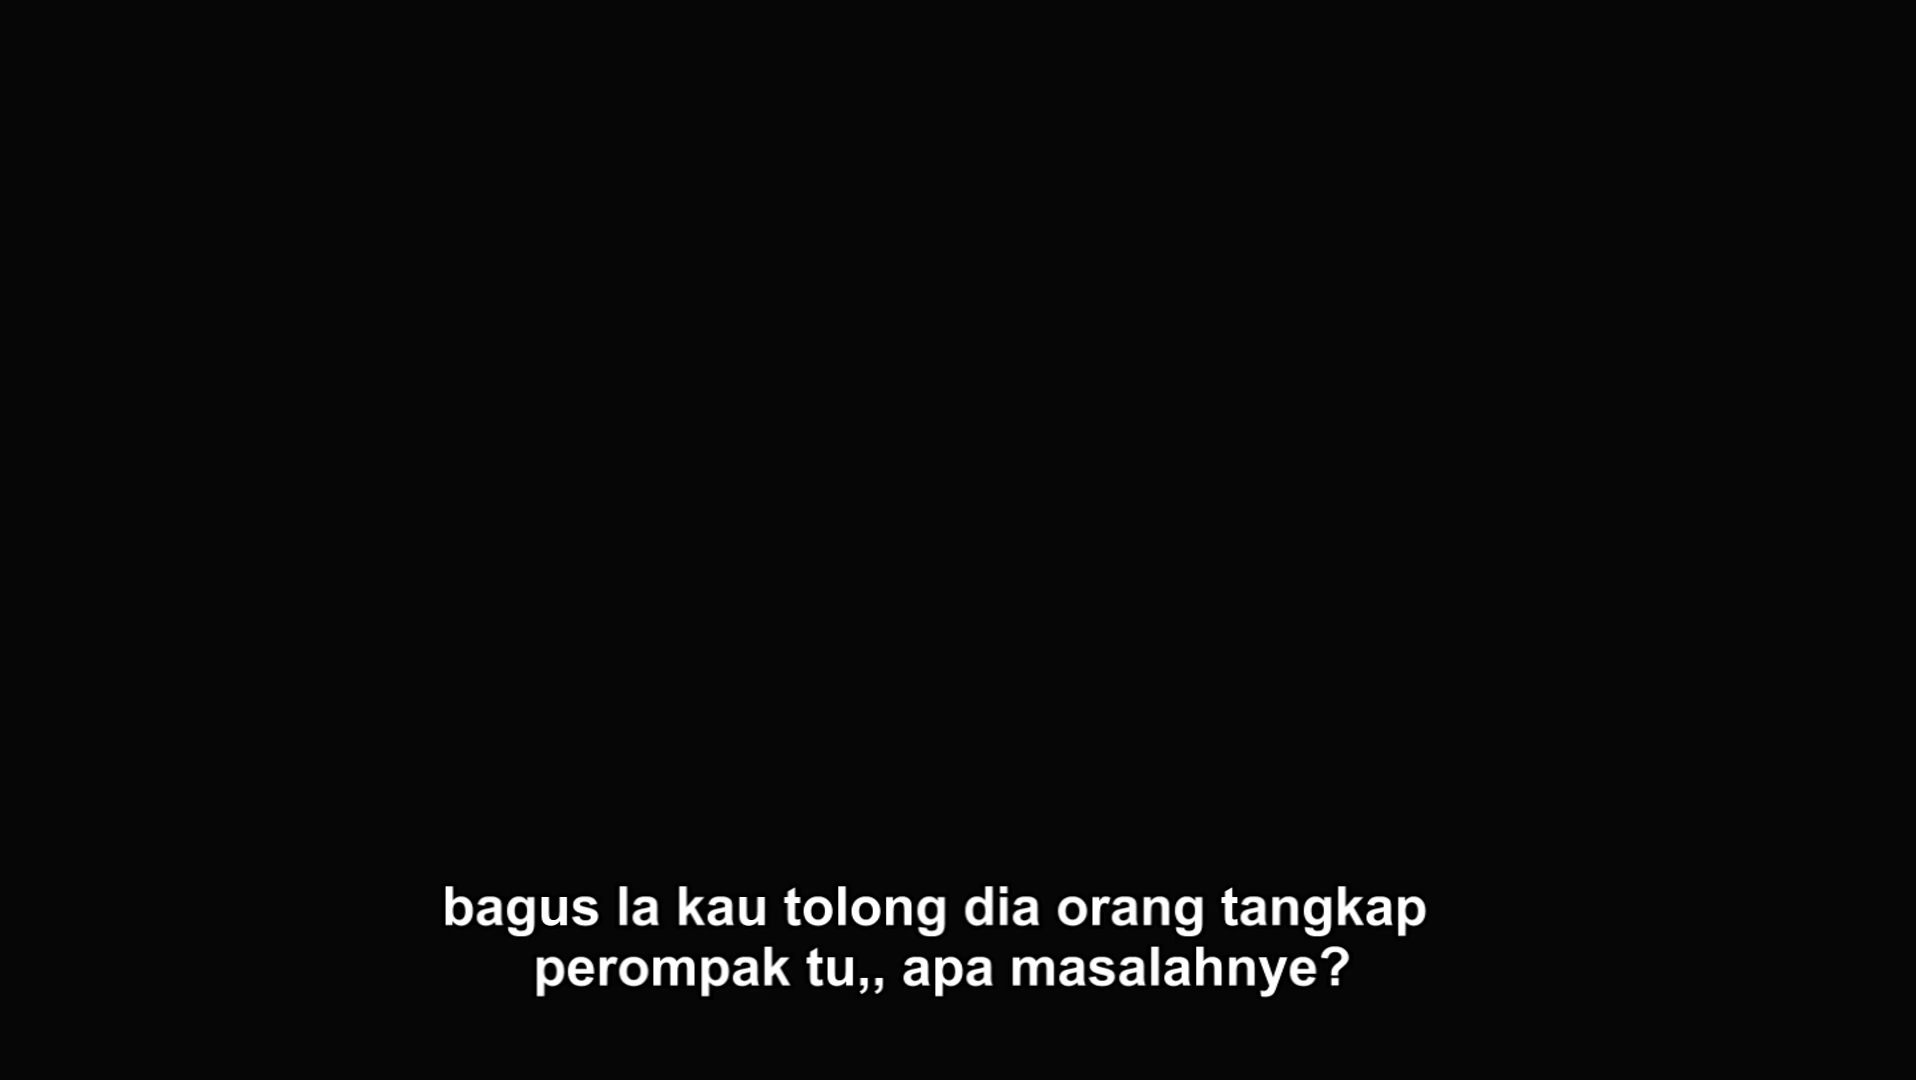 bagus la kau tolong dia orang tangkap
perompak tu,, apa masalahnye?